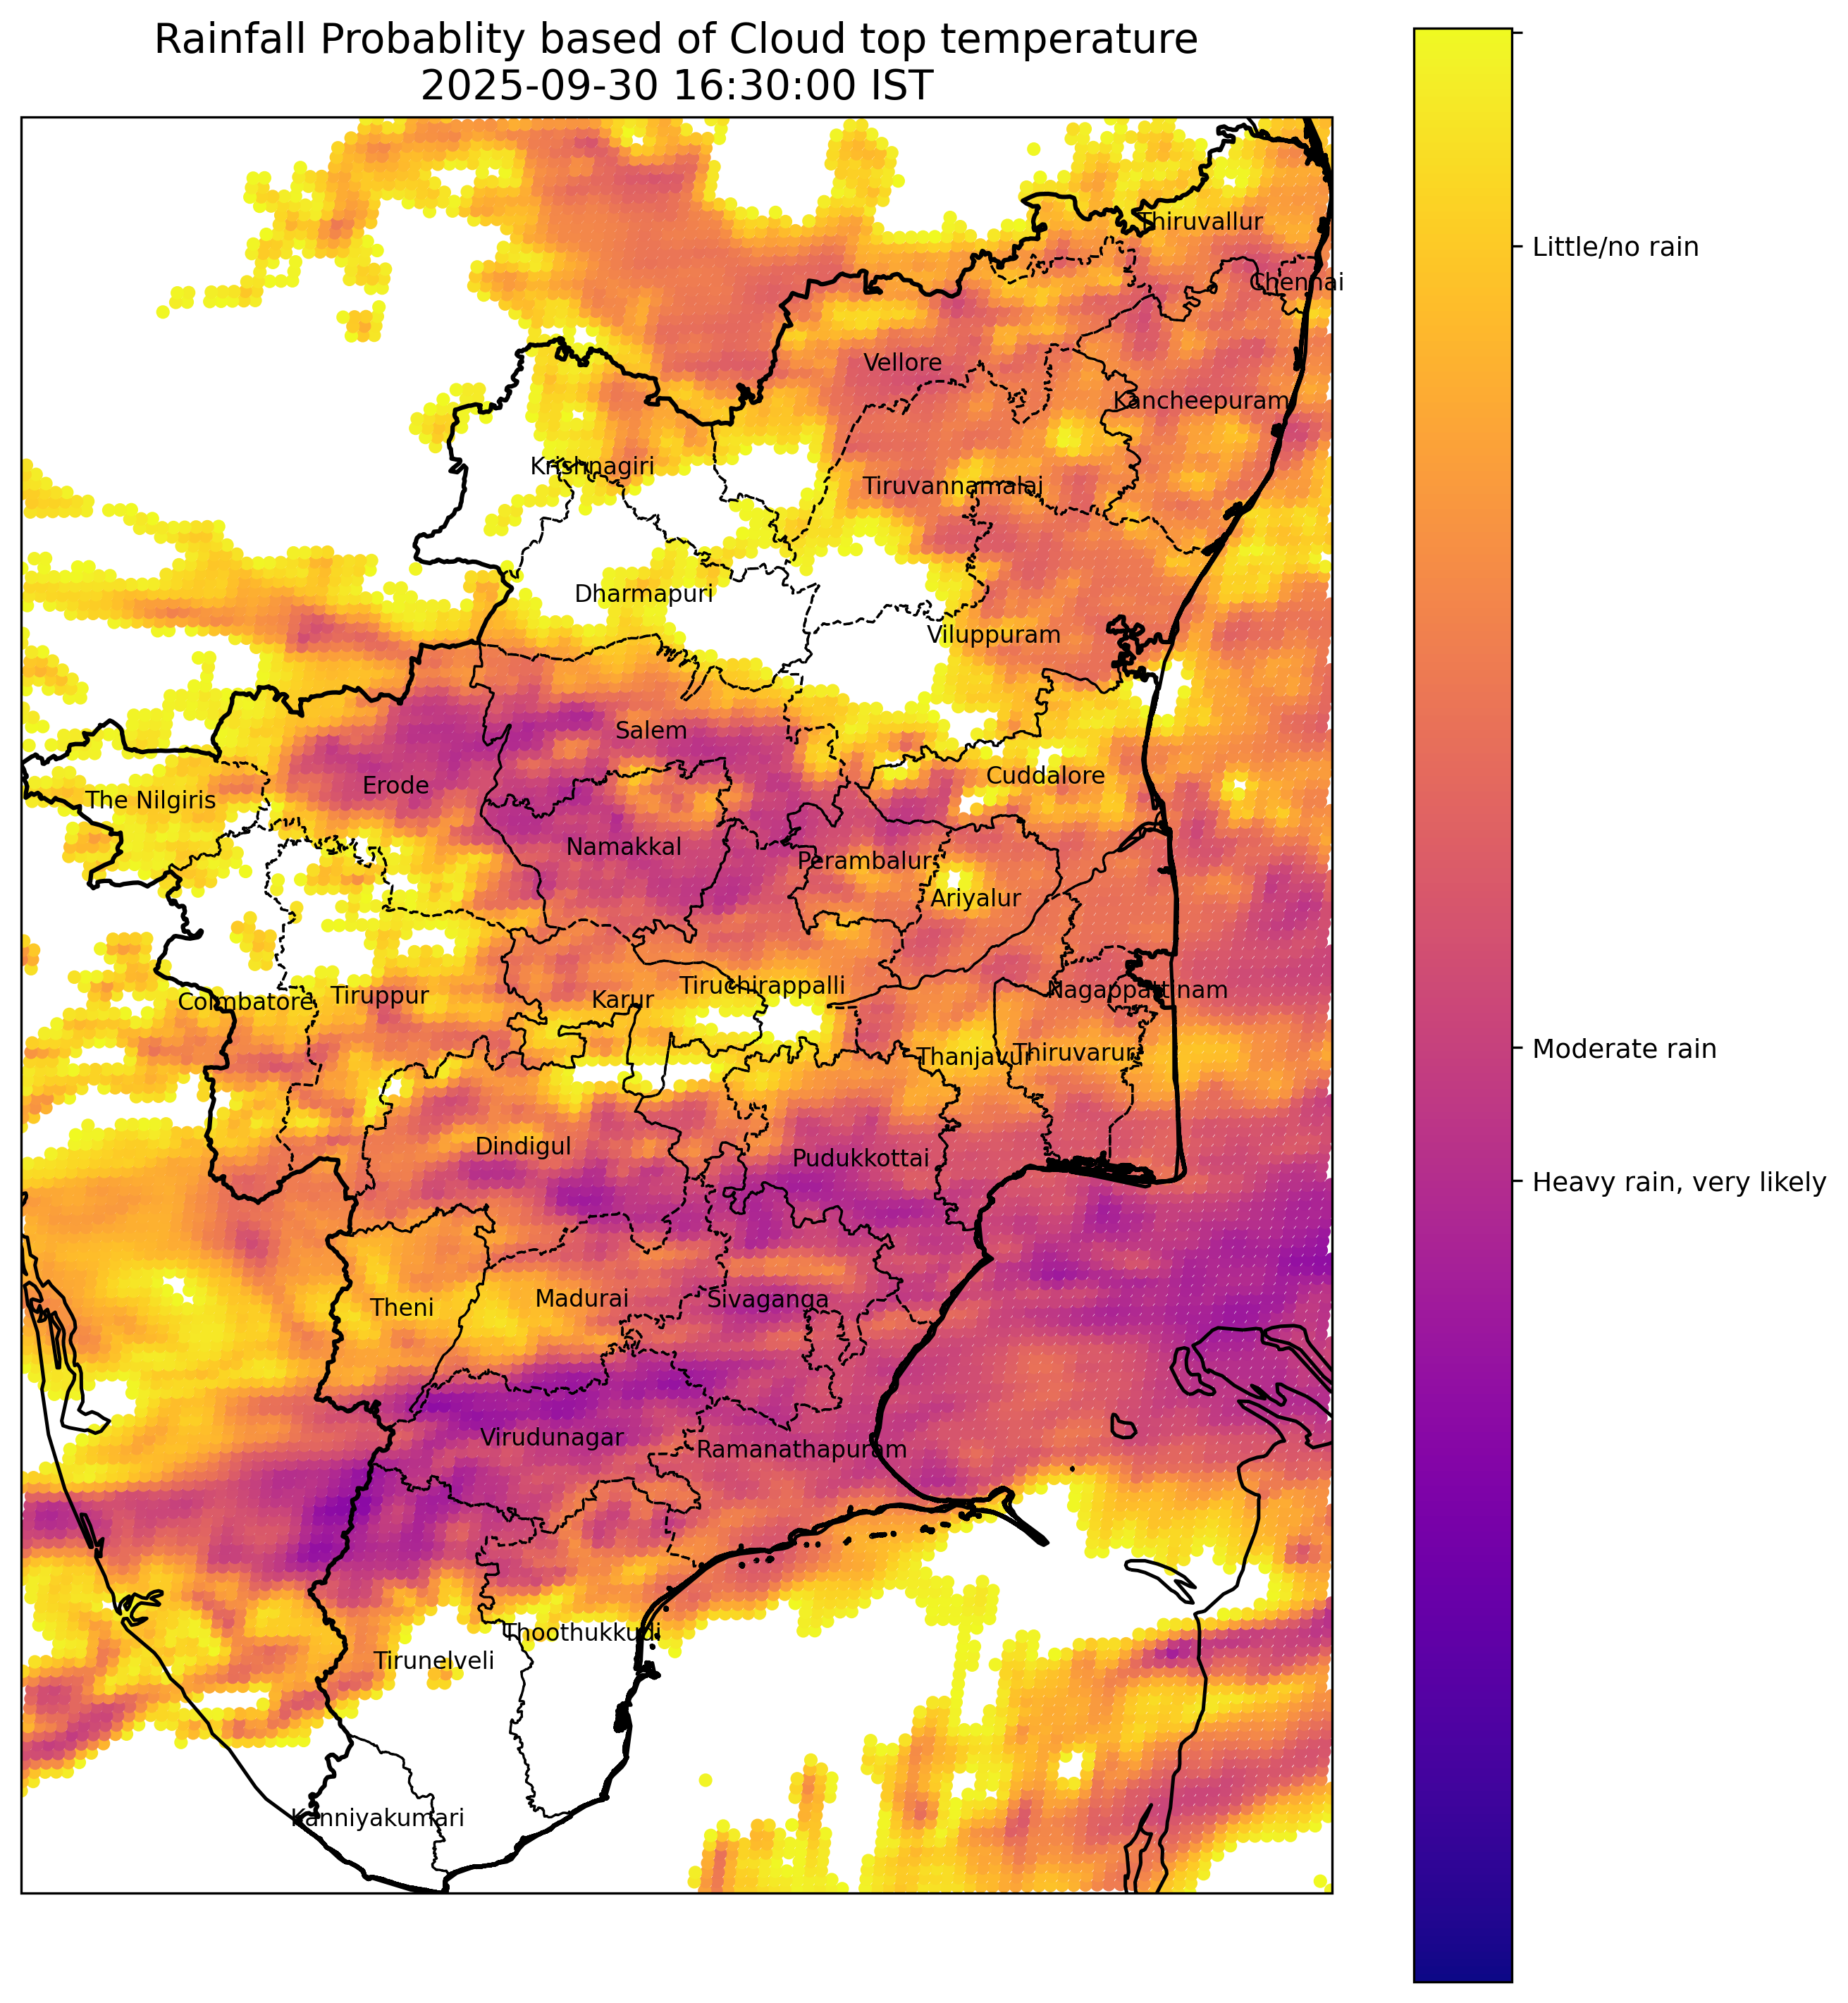 Rainfall Probablity based of Cloud top temperature
2025-09-30 16:30:00 IST
Thiruvallur
Chennai
Vellore
Kancheepuram
Krishnagiri
Tiruvannamalai
Dharmapuri
Viluppuram
Salem
Cuddalore
Erode
The Nilgiris
Namakkal
Perambalur
Ariyalur
Tiruchirappalli
Nagappattinam
Coimbatore
Tiruppur
Karur
Thanjavur
Thiruvarur
Dindigul
Pudukkottai
Theni
Madurai
Sivaganga
Virudunagar
Ramanathapuram
Thoothukkudi
Tirunelveli
Kanniyakumari
Little/no rain
Moderate rain
Heavy rain, very likely